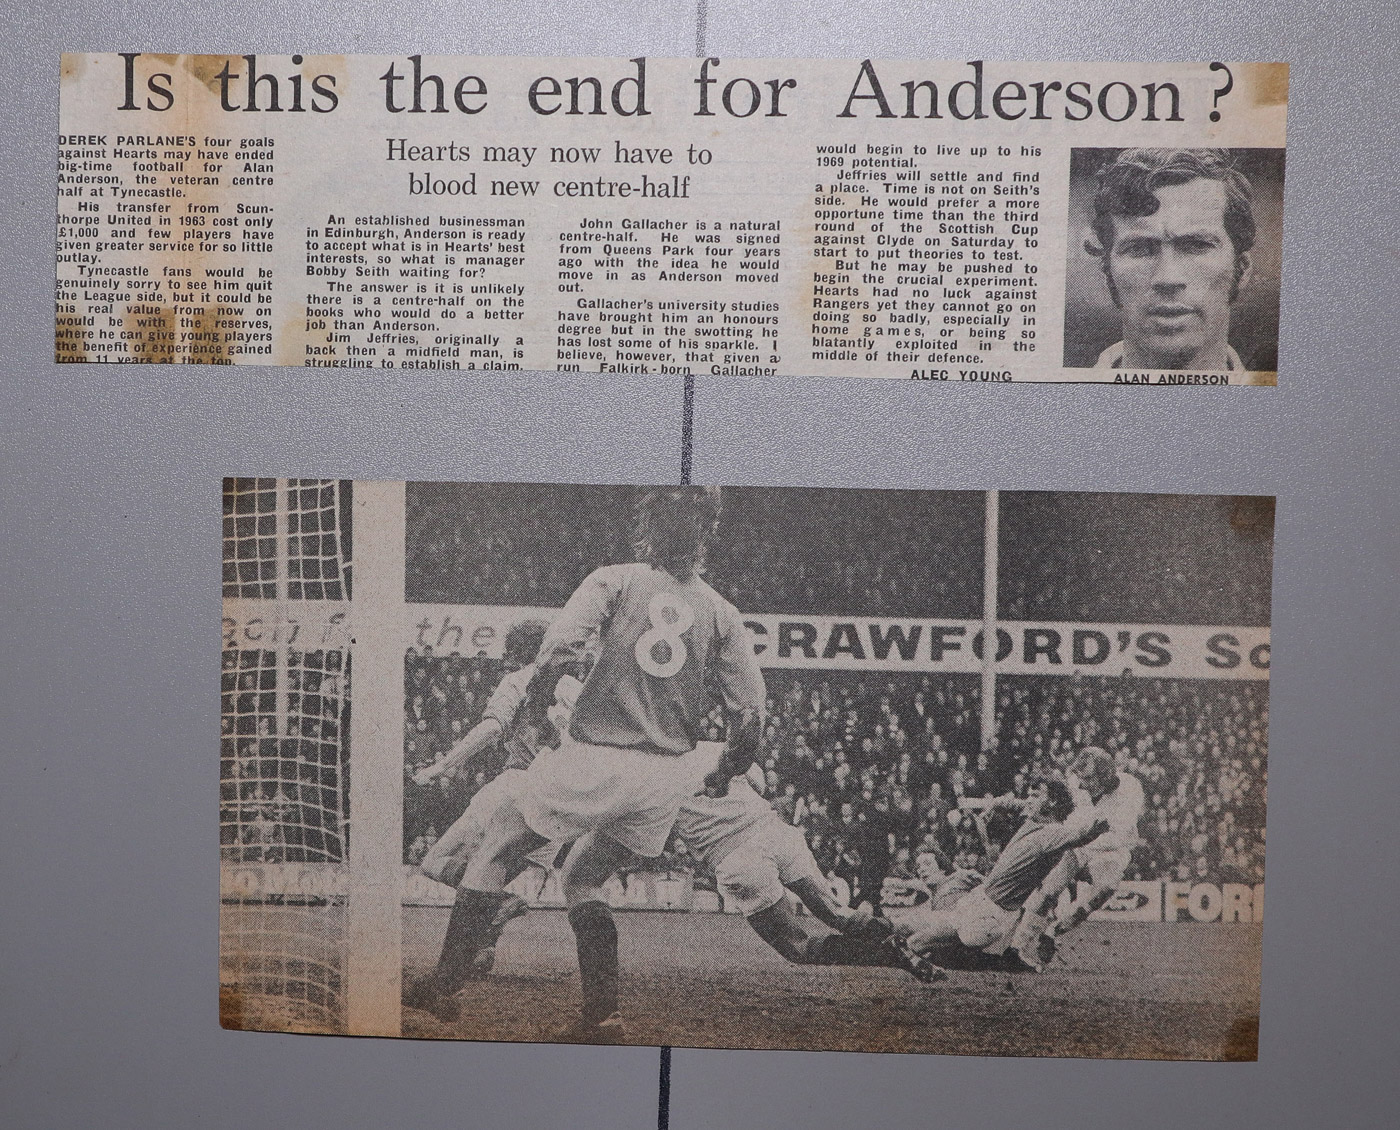 Is this the end for Anderson ?
DEREK PARLANE'S four goals
against Hearts may have ended
big-time football for Alan
Anderson, the veteran centre
half at Tynecastle.
His transfer from Scun-
thorpe United in 1963 cost only
£1,000 and few players have
given greater service for so little
outlay.
Tynecastle fans would be
genuinely sorry to see him quit
the League side, but it could be
his real value from now on
would be with the reserves,
where he can give young players
the benefit of experience gained
from 11 years at the top.
Hearts may now have to
blood new centre-half
An established businessman
in Edinburgh, Anderson is ready
to accept what is in Hearts' best
interests, so what is manager
Bobby Seith waiting for?
The answer is it is unlikely
there is a centre-half on the
books who would do a better
job than Anderson.
Jim Jeffries, originally a
back then a midfield man, is
struggling to establish a claim.
John Gallacher is a natural
centre-half. He was signed
from Queens Park four years
ago with the idea he would
move in as Anderson moved
out.
Gallacher's university studies
have brought him an honours
degree but in the swotting he
has lost some of his sparkle. I
believe, however, that given a
run Falkirk-born Gallacher
would begin to live up to his
1969 potential.
Jeffries will settle and find
a place. Time is not on Seith's
side. He would prefer a more
opportune time than the third
round of the Scottish Cup
against Clyde on Saturday to
start to put theories to test.
But he may be pushed to
begin the crucial experiment.
Hearts had no luck against
Rangers yet they cannot go on
doing so badly, especially in
home games, or being so
blatantly exploited in the
middle of their defence.
ALEC YOUNG
ALAN ANDERSON
8
the
CRAWFORD'S Sc
FORD